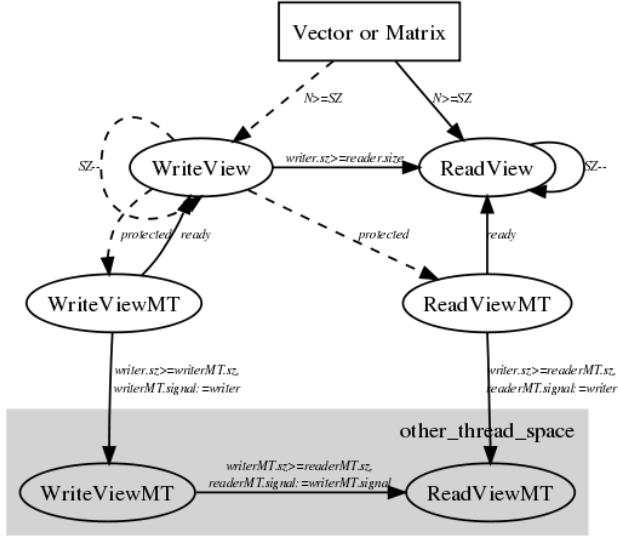 Vector or Matrix
N>=SZ
N>=SZ
SZ--
WriteView
writer.sz>=reader.size
ReadView
SZ--
protected
ready
protected
ready
WriteViewMT
ReadViewMT
writer.sz>=writerMT.sz,
writerMT.signal:=writer
writer.sz>=readerMT.sz,
readerMT.signal:=writer
other_thread_space
WriteViewMT
writerMT.sz>=readerMT.sz,
readerMT.signal:=writerMT.signal
ReadViewMT